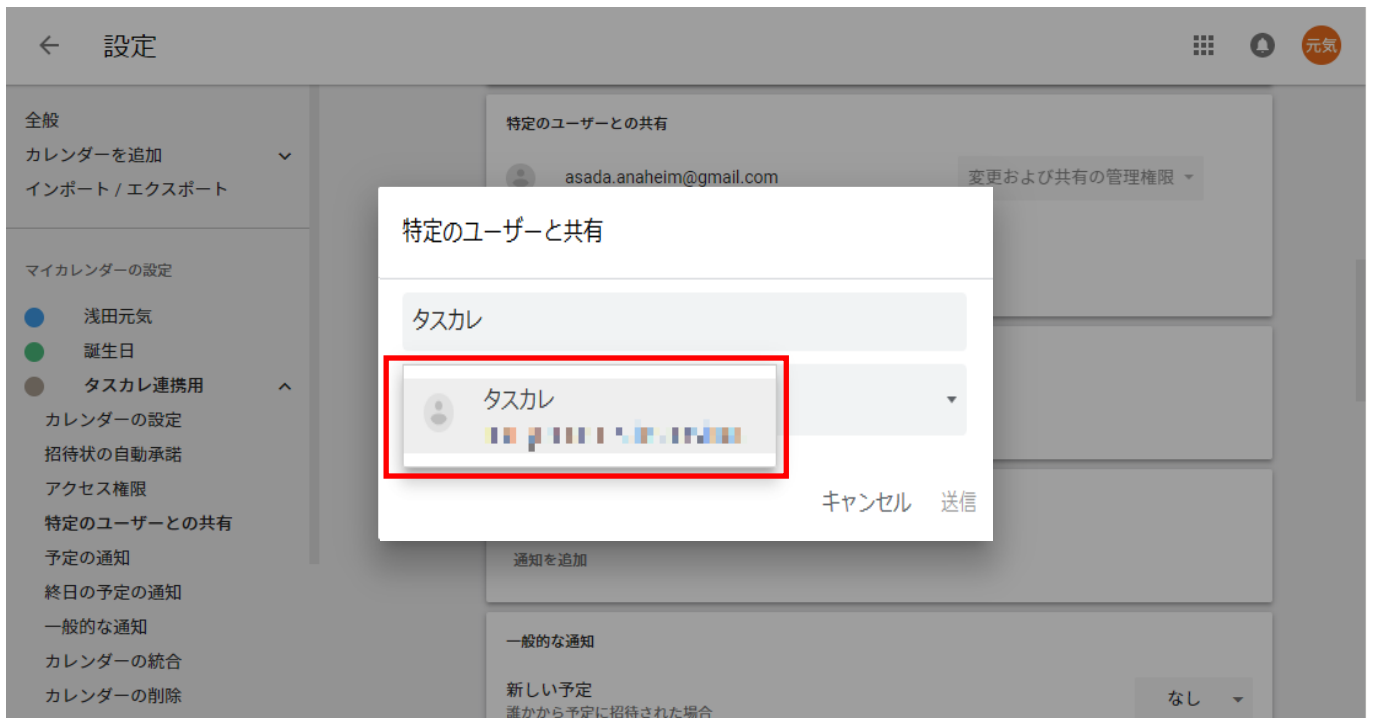 設定
元気
全般
カレンダーを追加
インポート / エクスポート
マイカレンダーの設定
浅田元気
誕生日
タスカレ連携用
カレンダーの設定
招待状の自動承諾
アクセス権限
特定のユーザーとの共有
予定の通知
終日の予定の通知
一般的な通知
カレンダーの統合
カレンダーの削除
特定のユーザーとの共有
asada.anaheim@gmail.com
変更および共有の管理権限
特定のユーザーと共有
タスカレ
タスカレ
キャンセル
送信
通知を追加
一般的な通知
新しい予定
なし
誰かから予定に招待された場合